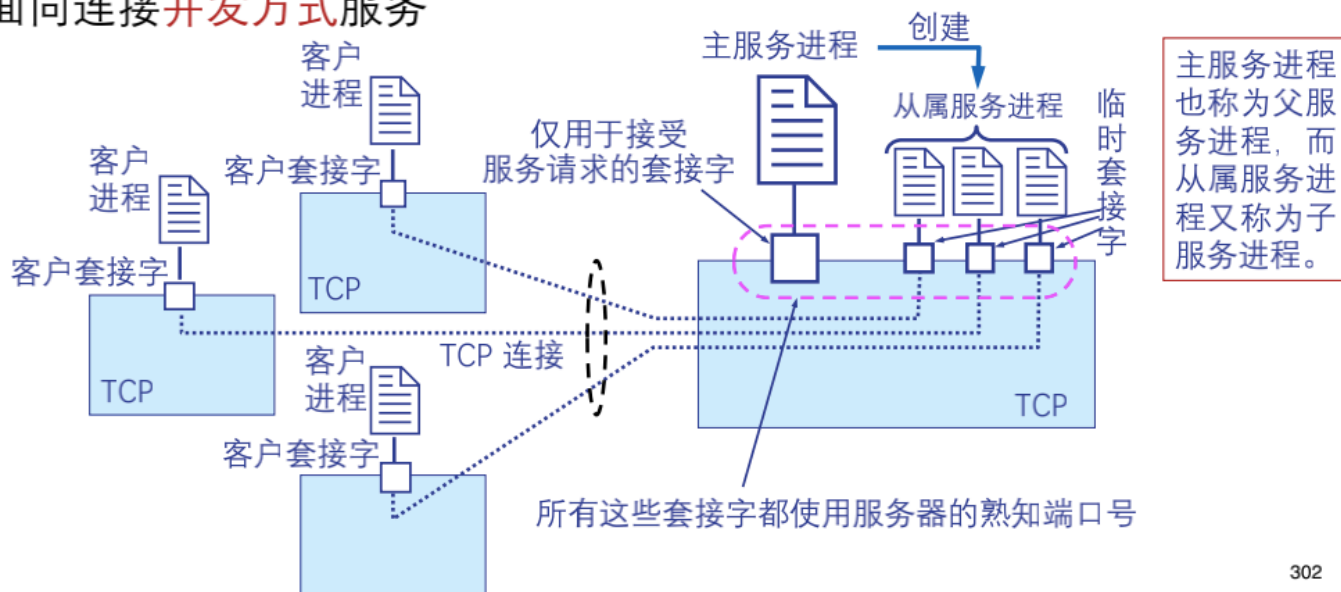 面向连接开发方式服务
创建
主服务进程
客户
进程
从属服务进程
临
时
套
接
字
主服务进程
也称为父服
务进程，而
从属服务进
程又称为子
服务进程。
仅用于接受
服务请求的套接字
客户
进程
客户套接字
客户套接字
TCP
TCP 连接
客户
进程
TCP
TCP
客户套接字
所有这些套接字都使用服务器的熟知端口号
302